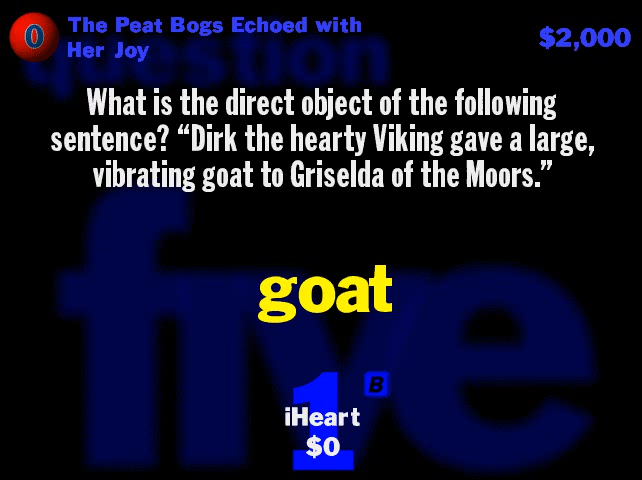 0
The Peat Bogs Echoed with
Her Joy
$2,000
question
What is the direct object of the following
sentence? “Dirk the hearty Viking gave a large,
vibrating goat to Griselda of the Moors.”
five
goat
1
B
iHeart
$0